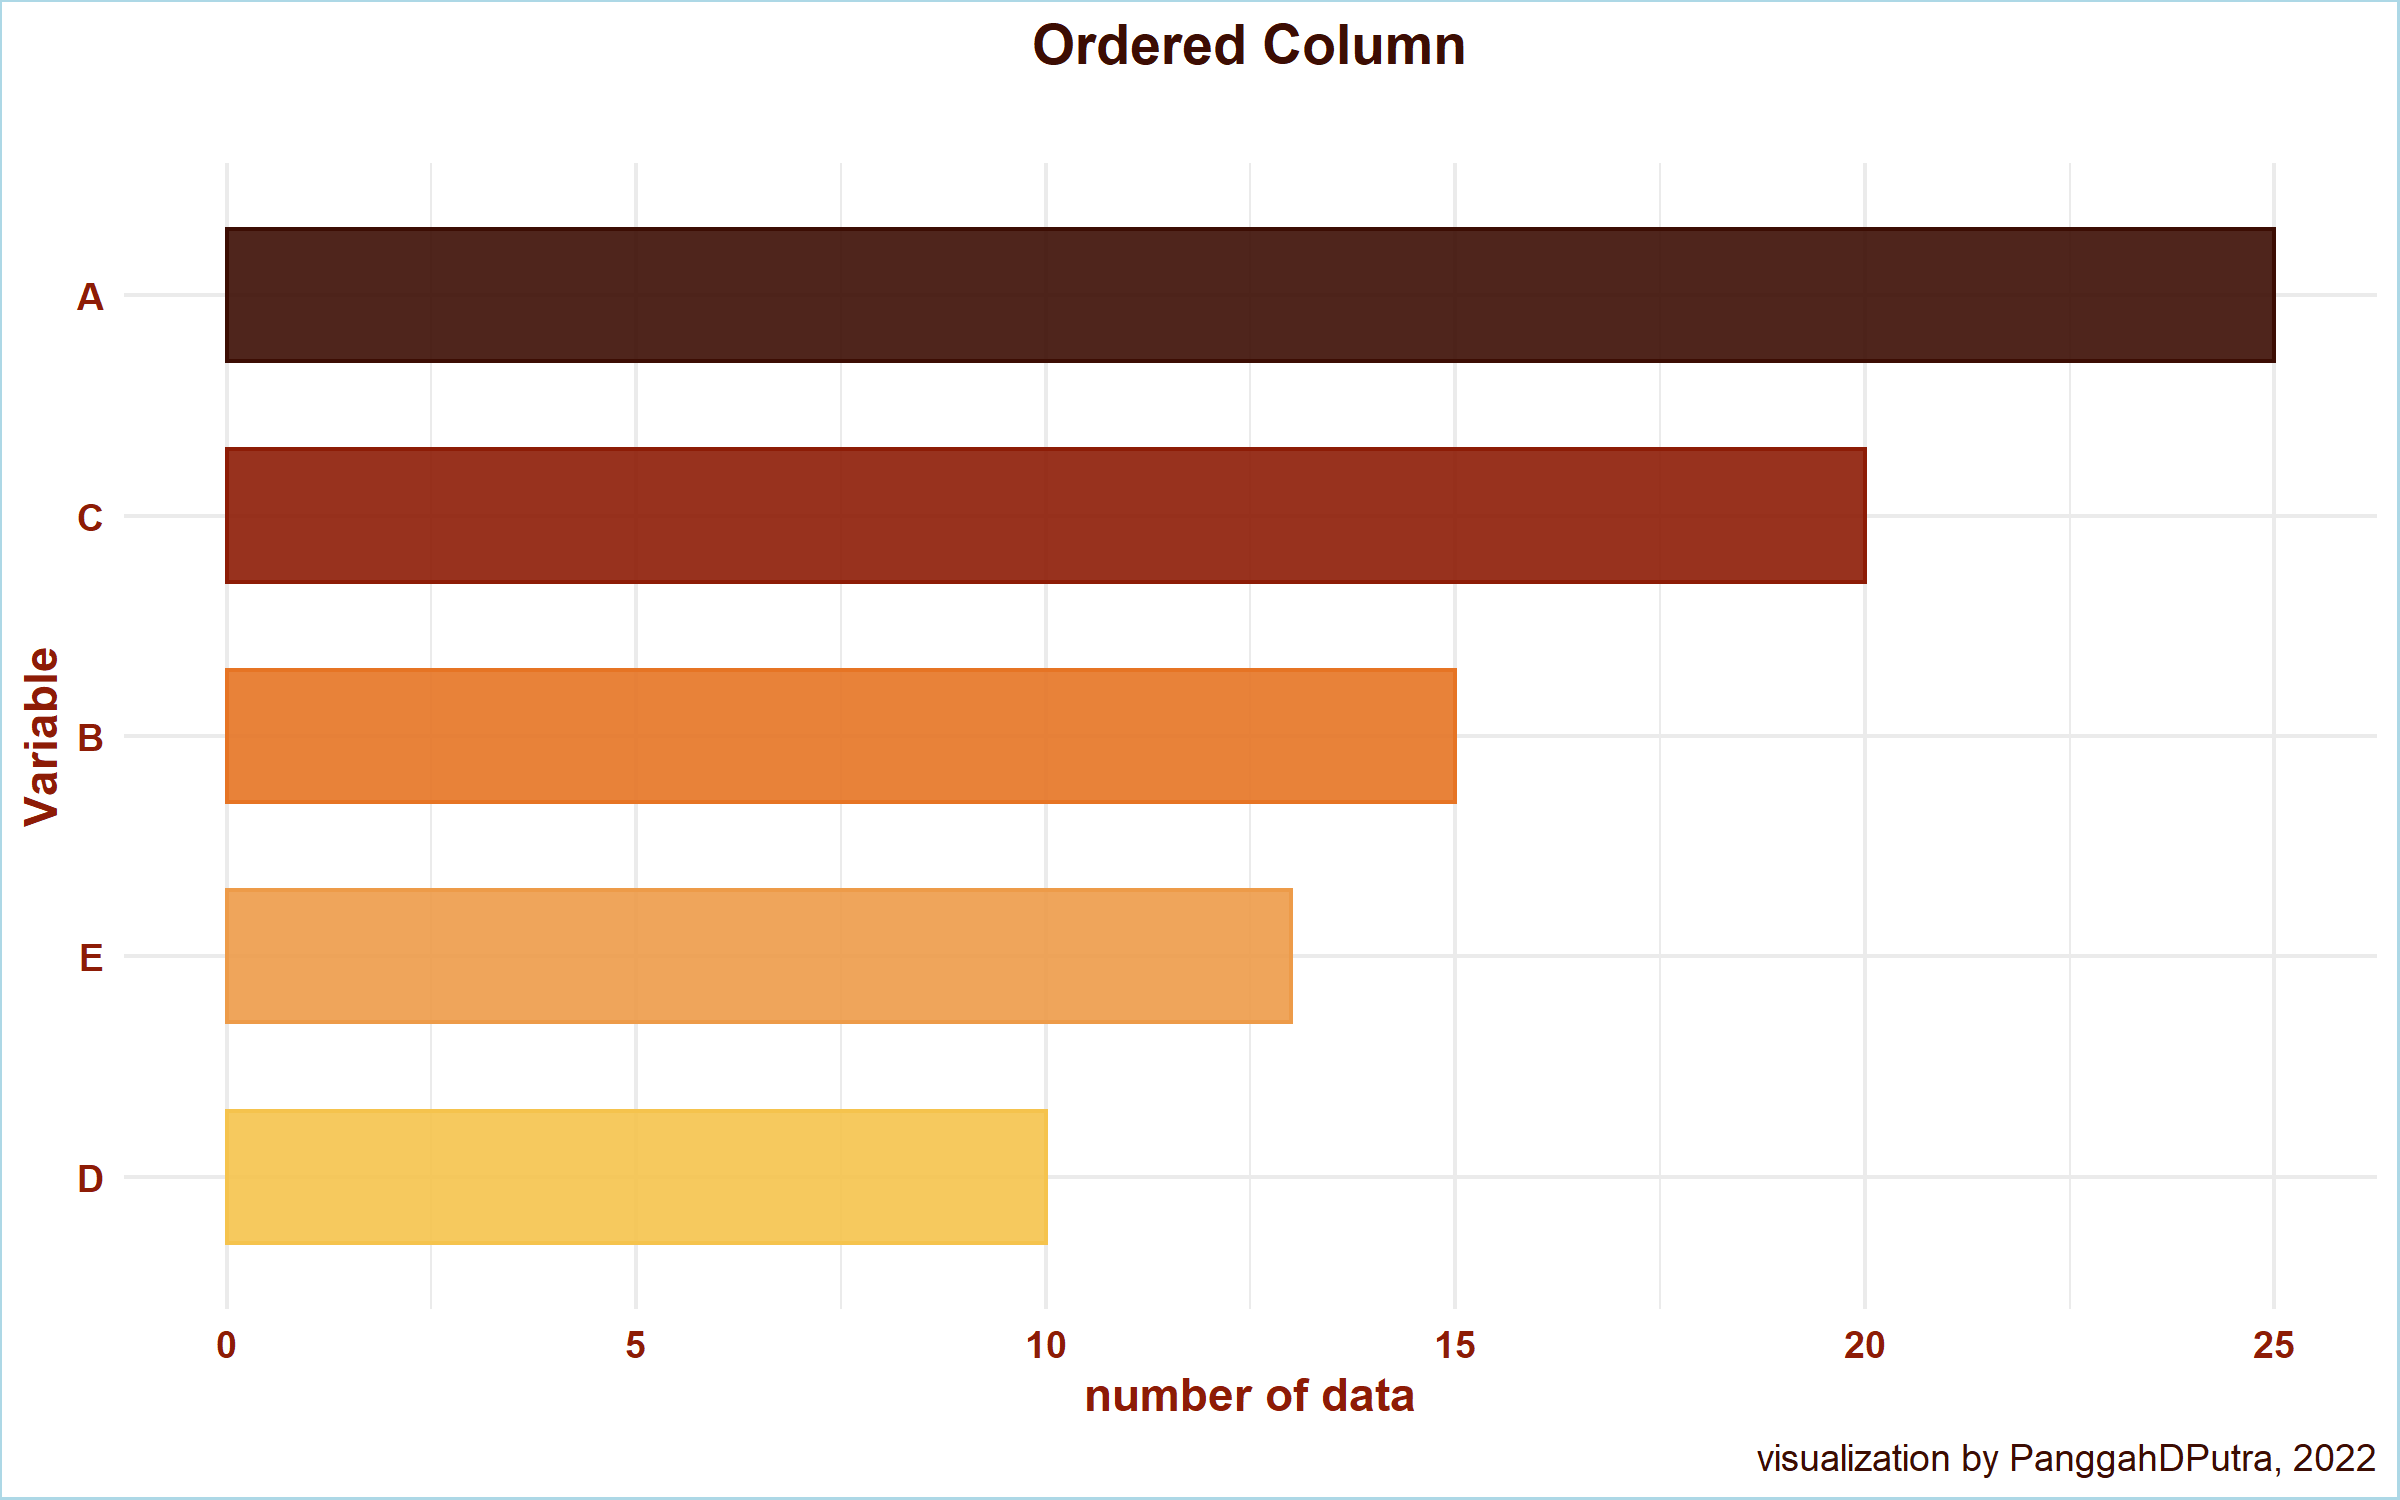 Ordered Column
A
C
B
E
D
Variable
0 5 10 15 20 25
number of data
visualization by PanggahDPutra, 2022